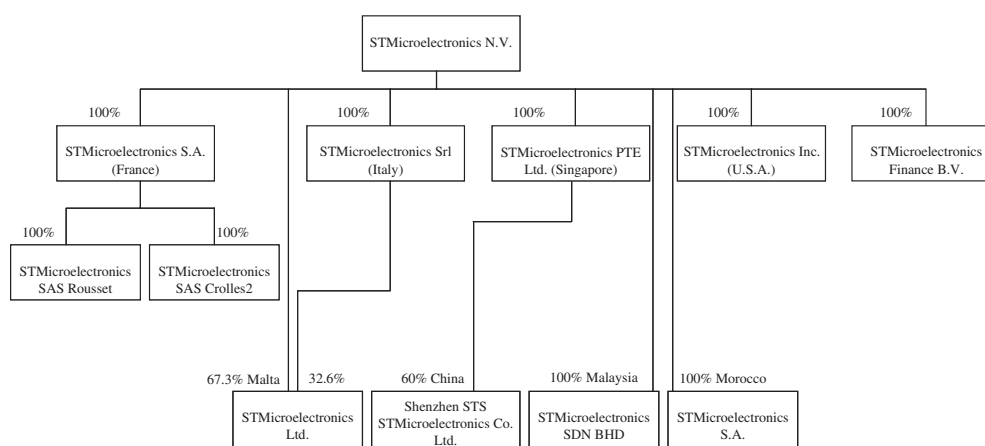 STMicroelectronics N.V.
100%
100%
100%
100%
100%
STMicroelectronics S.A.
(France)
STMicroelectronics Srl
(Italy)
STMicroelectronics PTE
Ltd. (Singapore)
STMicroelectronics Inc.
(U.S.A.)
STMicroelectronics
Finance B.V.
100%
100%
STMicroelectronics
SAS Rousset
STMicroelectronics
SAS Crolles2
67.3% Malta
32.6%
60% China
100% Malaysia
100% Morocco
STMicroelectronics
Ltd.
Shenzhen STS
STMicroelectronics Co.
Ltd.
STMicroelectronics
SDN BHD
STMicroelectronics
S.A.